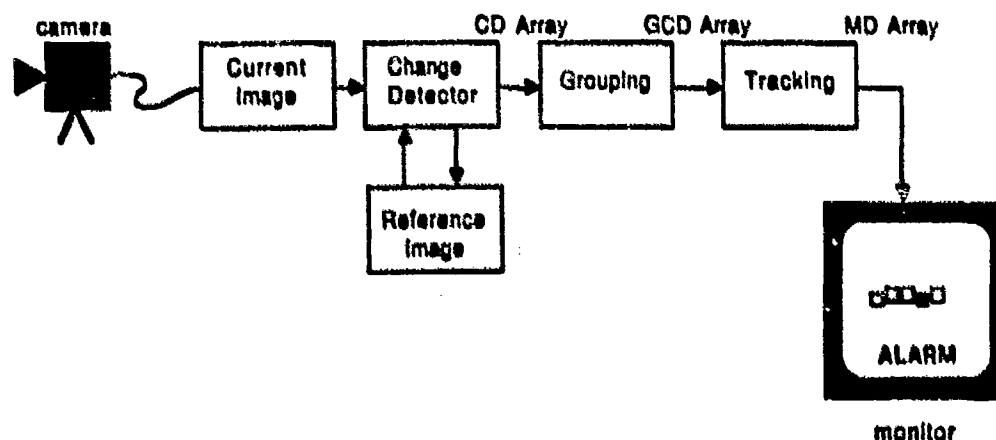 camera
CD Array
GCD Array
MD Array
Current
Image
Change
Detector
Grouping
Tracking
Reference
Image
ALARM
monitor